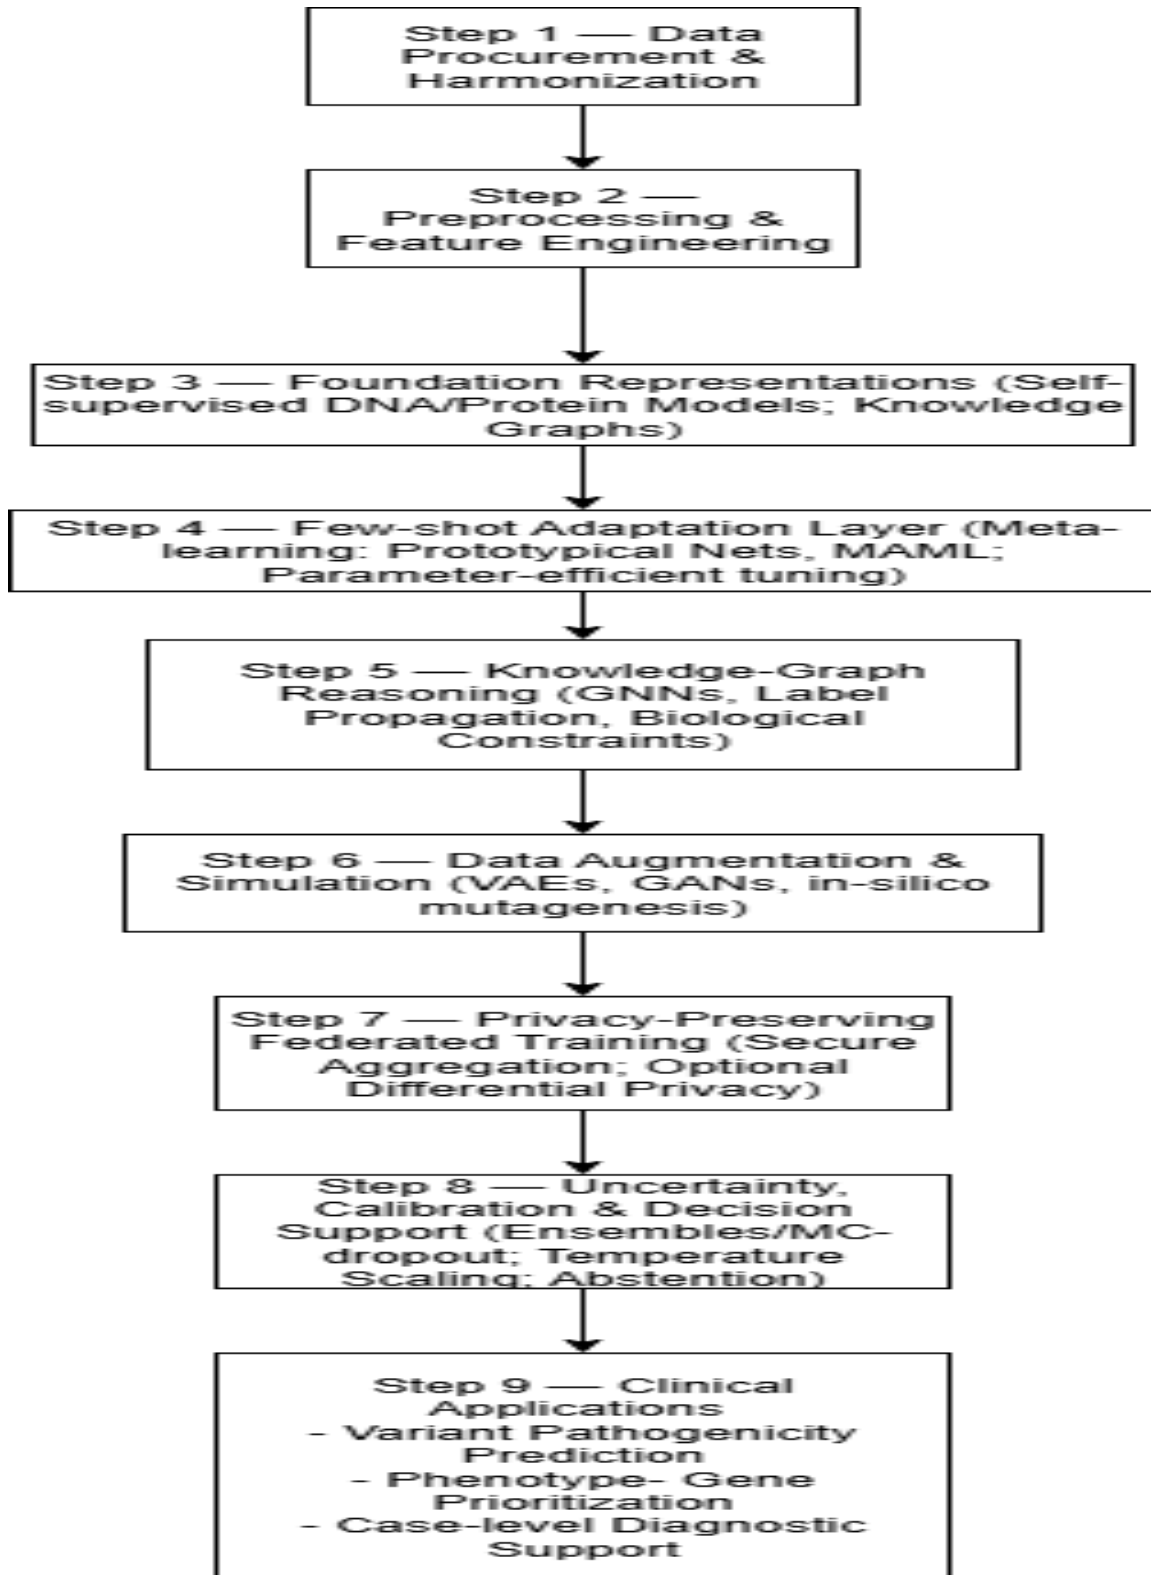 Step 1 — Data
Procurement &
Harmonization
Step 2 —
Preprocessing &
Feature Engineering
Step 3 — Foundation Representations (Self-
supervised DNA/Protein Models; Knowledge
Graphs)
Step 4 — Few-shot Adaptation Layer (Meta-
learning: Prototypical Nets, MAML;
Parameter-efficient tuning)
Step 5 — Knowledge-Graph
Reasoning (GNNs, Label
Propagation, Biological
Constraints)
Step 6 — Data Augmentation &
Simulation (VAEs, GANs, in-silico
mutagenesis)
Step 7 — Privacy-Preserving
Federated Training (Secure
Aggregation; Optional
Differential Privacy)
Step 8 — Uncertainty,
Calibration & Decision
Support (Ensembles/MC-
dropout; Temperature
Scaling; Abstention)
Step 9 — Clinical
Applications
- Variant Pathogenicity
Prediction
- Phenotype- Gene
Prioritization
- Case-level Diagnostic
Support